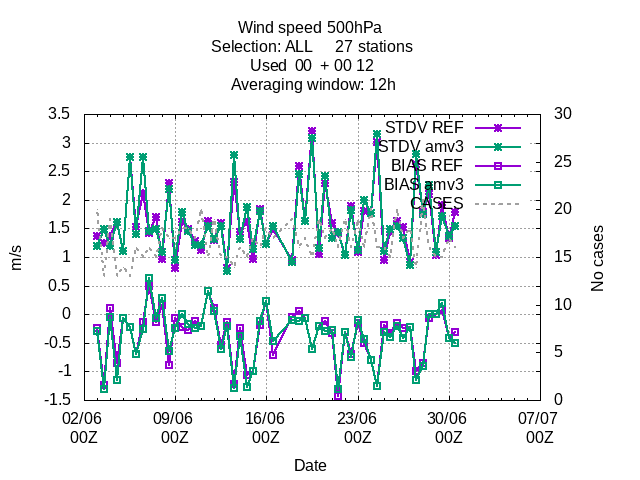 Wind speed 500hPa
Selection: ALL 27 stations
Used 00 + 00 12
Averaging window: 12h
3.5
3
2.5
2
1.5
1
0.5
0
-0.5
-1
-1.5
m/s
30
25
20
15
10
5
0
No cases
STDV REF
STDV amv3
BIAS REF
BIAS amv3
CASES
02/06 09/06 16/06 23/06 30/06 07/07
00Z 00Z 00Z 00Z 00Z 00Z
Date